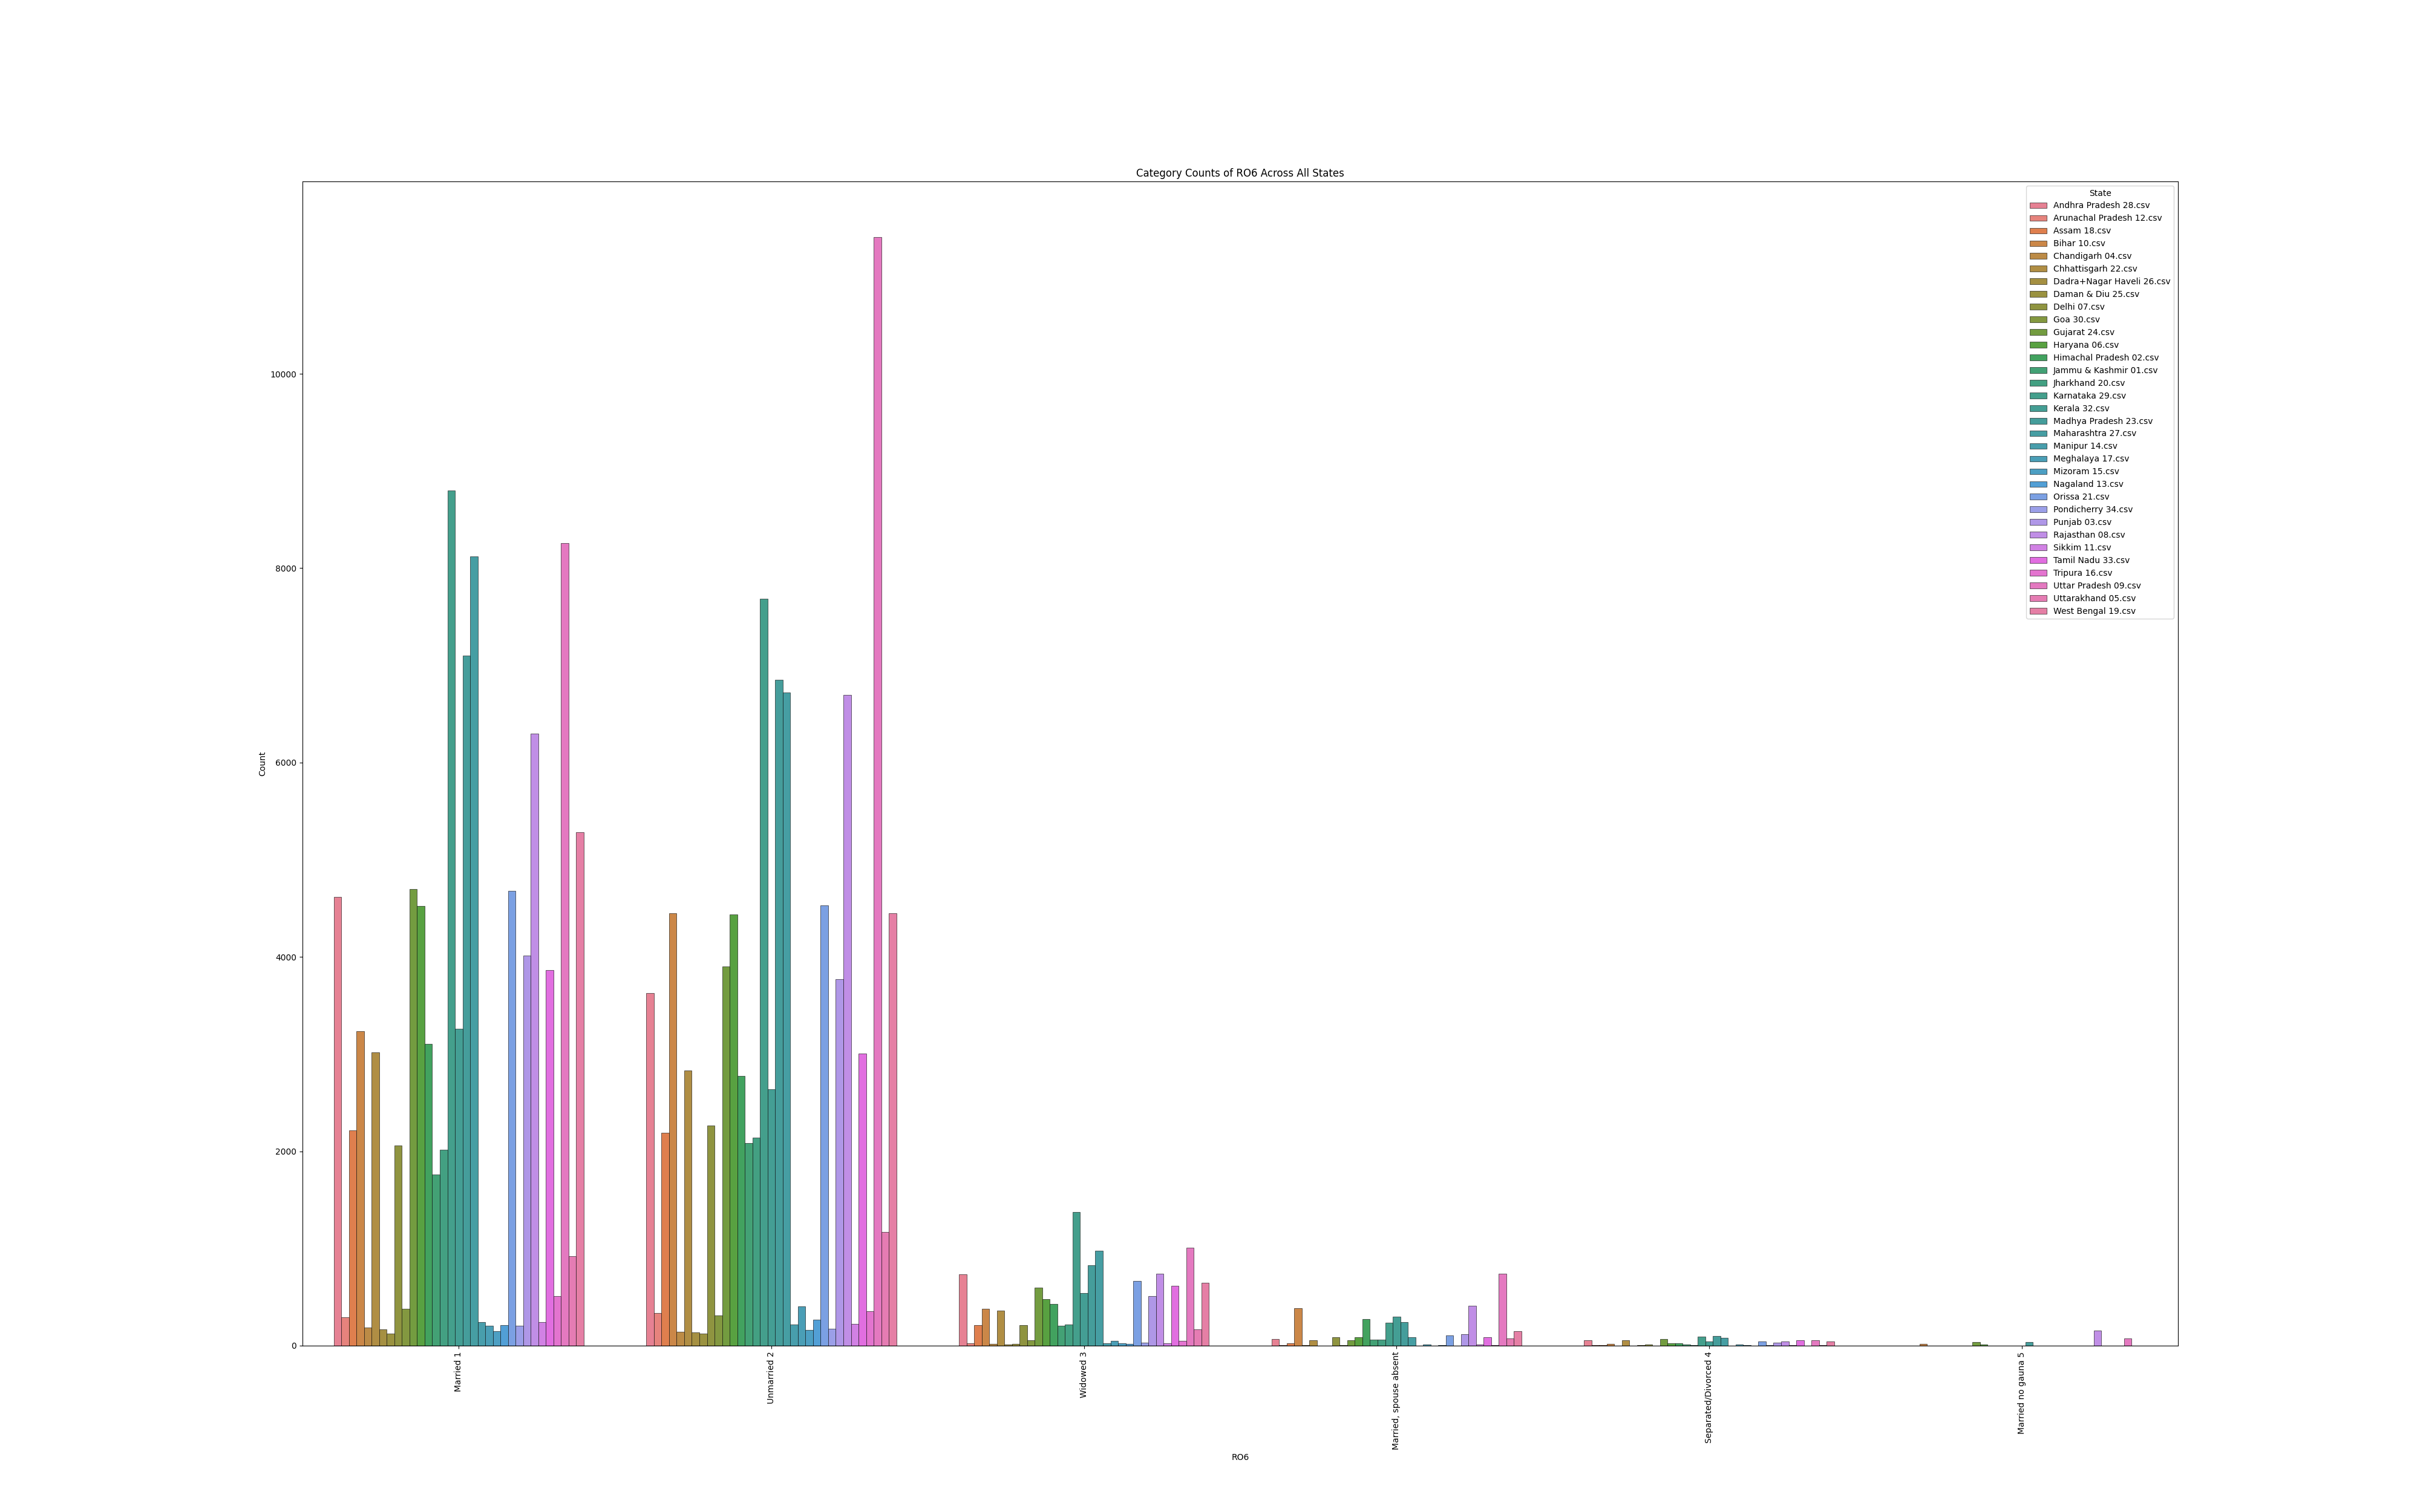 Category Counts of RO6 Across All States
State
Andhra Pradesh 28.csv
Arunachal Pradesh 12.csv
Assam 18.csv
Bihar 10.csv
Chandigarh 04.csv
Chhattisgarh 22.csv
Dadra+Nagar Haveli 26.csv
Daman & Diu 25.csv
Delhi 07.csv
Goa 30.csv
Gujarat 24.csv
Haryana 06.csv
Himachal Pradesh 02.csv
Jammu & Kashmir 01.csv
Jharkhand 20.csv
Karnataka 29.csv
Kerala 32.csv
Madhya Pradesh 23.csv
Maharashtra 27.csv
Manipur 14.csv
Meghalaya 17.csv
Mizoram 15.csv
Nagaland 13.csv
Orissa 21.csv
Pondicherry 34.csv
Punjab 03.csv
Rajasthan 08.csv
Sikkim 11.csv
Tamil Nadu 33.csv
Tripura 16.csv
Uttar Pradesh 09.csv
Uttarakhand 05.csv
West Bengal 19.csv
10000
8000
6000
4000
2000
0
Count
Married 1
Unmarried 2
Widowed 3
Married, spouse absent
Separated/Divorced 4
Married no gauna 5
RO6